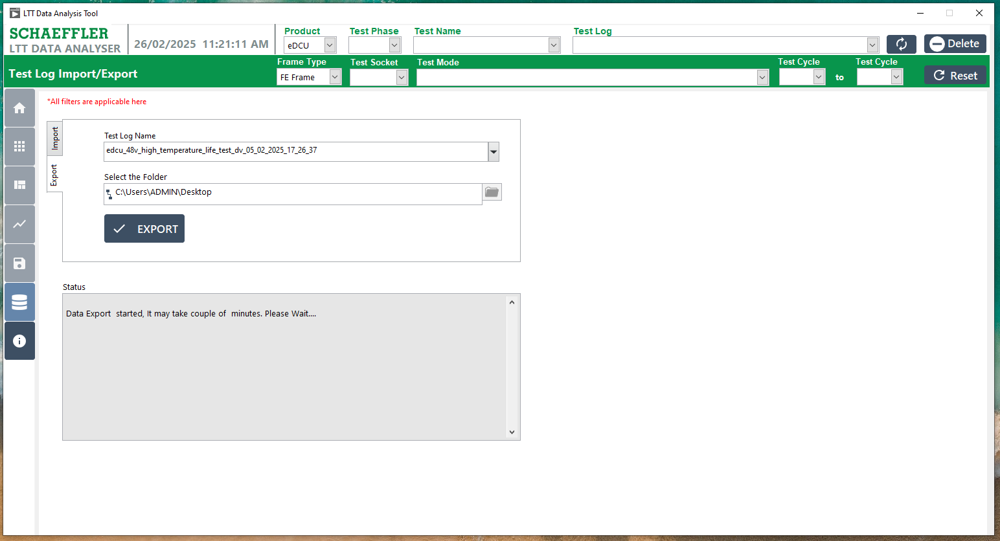 LTT Data Analysis Tool
SCHAEFFLER
LTT DATA ANALYSER
26/02/2025 11:21:11 AM
Product
Test Phase
Test Name
Test Log
eDCU
Delete
Test Log Import/Export
Frame Type
Test Socket
Test Mode
Test Cycle
Test Cycle
FE Frame
to
Reset
*All filters are applicable here
Import
Export
Test Log Name
edcu_48v_high_temperature_life_test_dv_05_02_2025_17_26_37
Select the Folder
C:\Users\ADMIN\Desktop
EXPORT
Status
Data Export  started, It may take couple of  minutes. Please Wait....